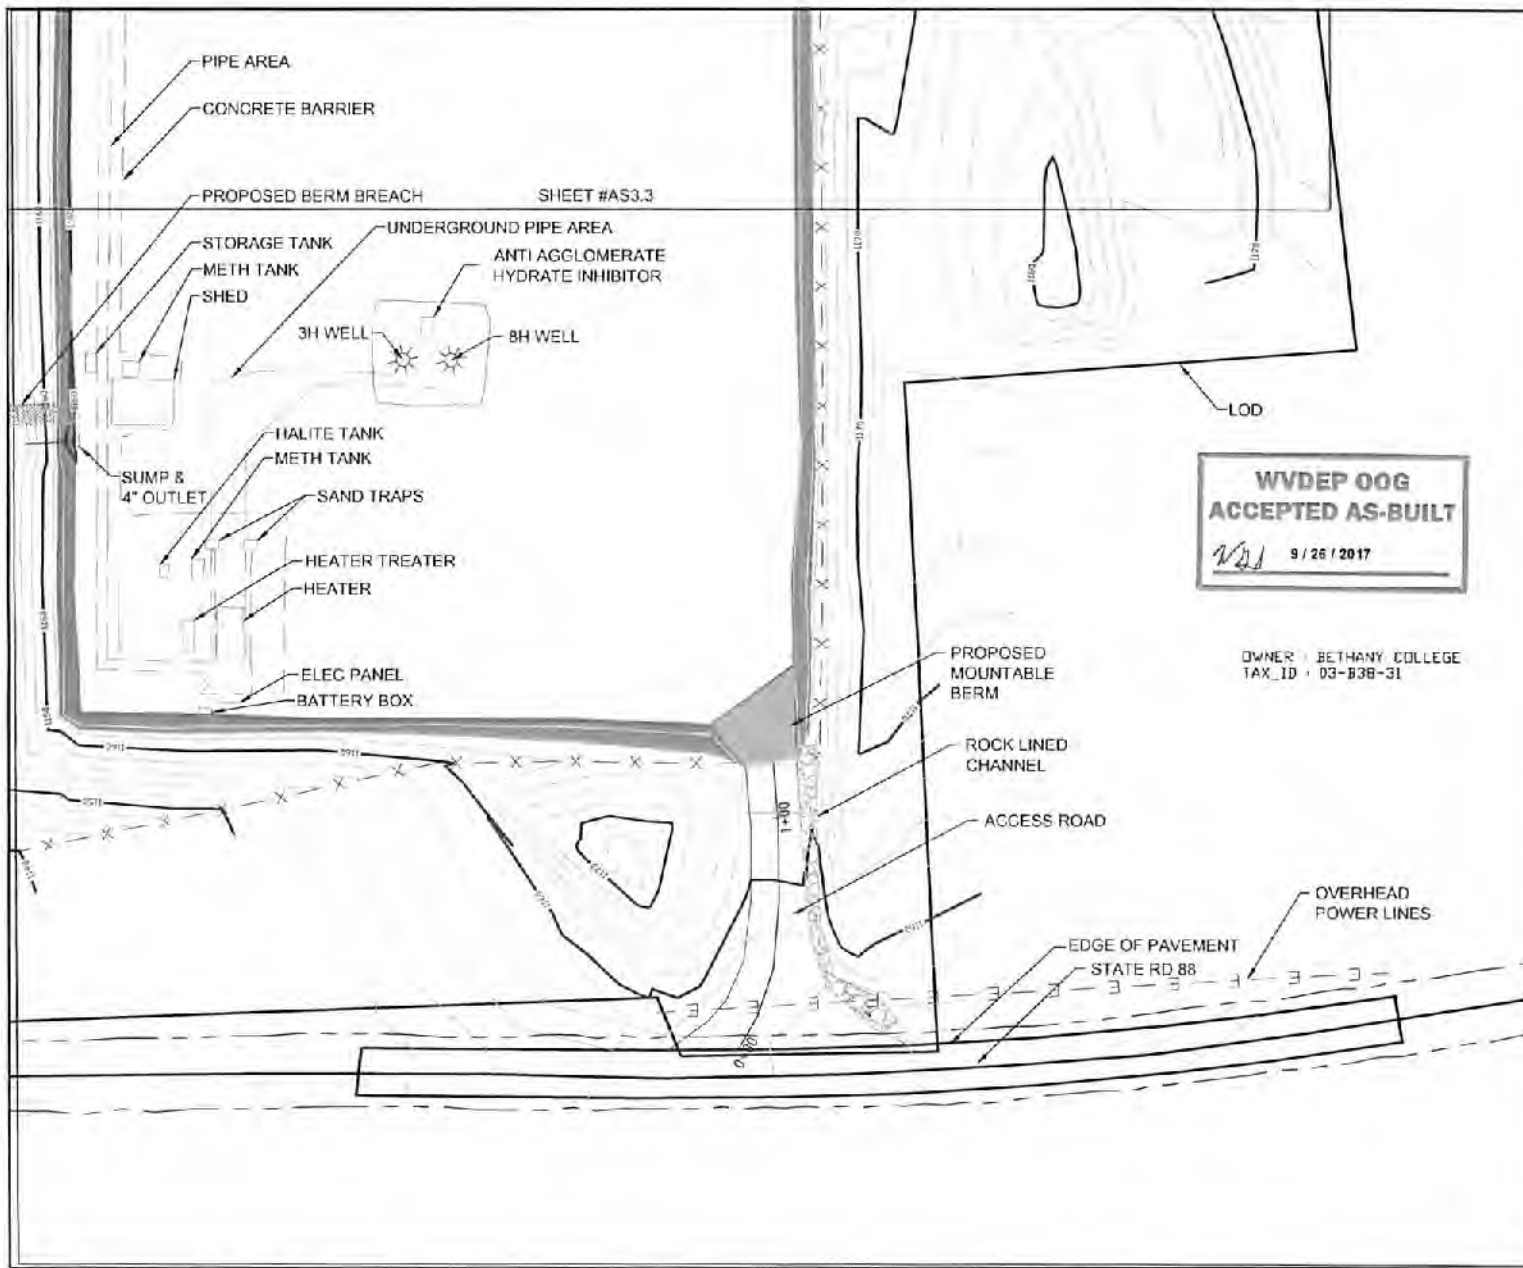 PIPE AREA
CONCRETE BARRIER
PROPOSED BERM BREACH
SHEET #AS3.3
STORAGE TANK
UNDERGROUND PIPE AREA
METH TANK
ANTI AGGLOMERATE
HYDRATE INHIBITOR
SHED
3H WELL
8H WELL
LOD
HALITE TANK
METH TANK
SUMP &
4" OUTLET
SAND TRAPS
WVDEP OOG
ACCEPTED AS-BUILT
9 / 26 / 2017
HEATER TREATER
HEATER
PROPOSED
MOUNTABLE
BERM
OWNER : BETHANY COLLEGE
TAX_ID : 03-B38-31
ELEC PANEL
BATTERY BOX
ROCK LINED
CHANNEL
1+00
ACCESS ROAD
OVERHEAD
POWER LINES
EDGE OF PAVEMENT
STATE RD 88
E E E E E E E E E E E E